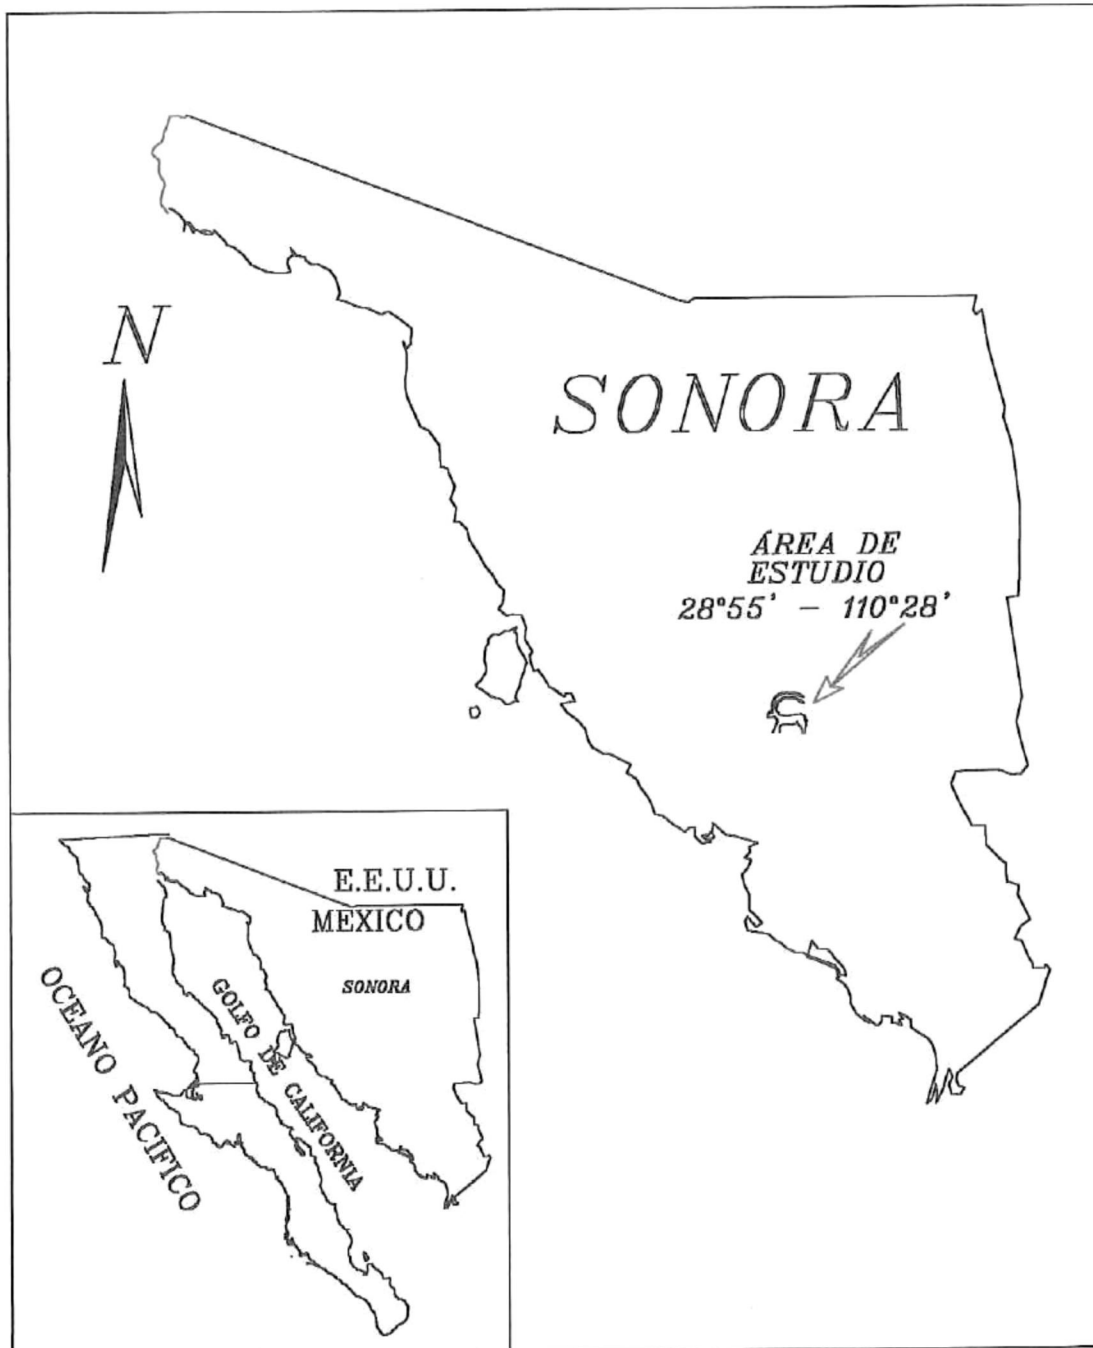 N
SONORA
ÁREA DE
ESTUDIO
28°55' – 110°28'
E.E.U.U.
MEXICO
SONORA
GOLFO DE CALIFORNIA
OCEANO PACIFICO